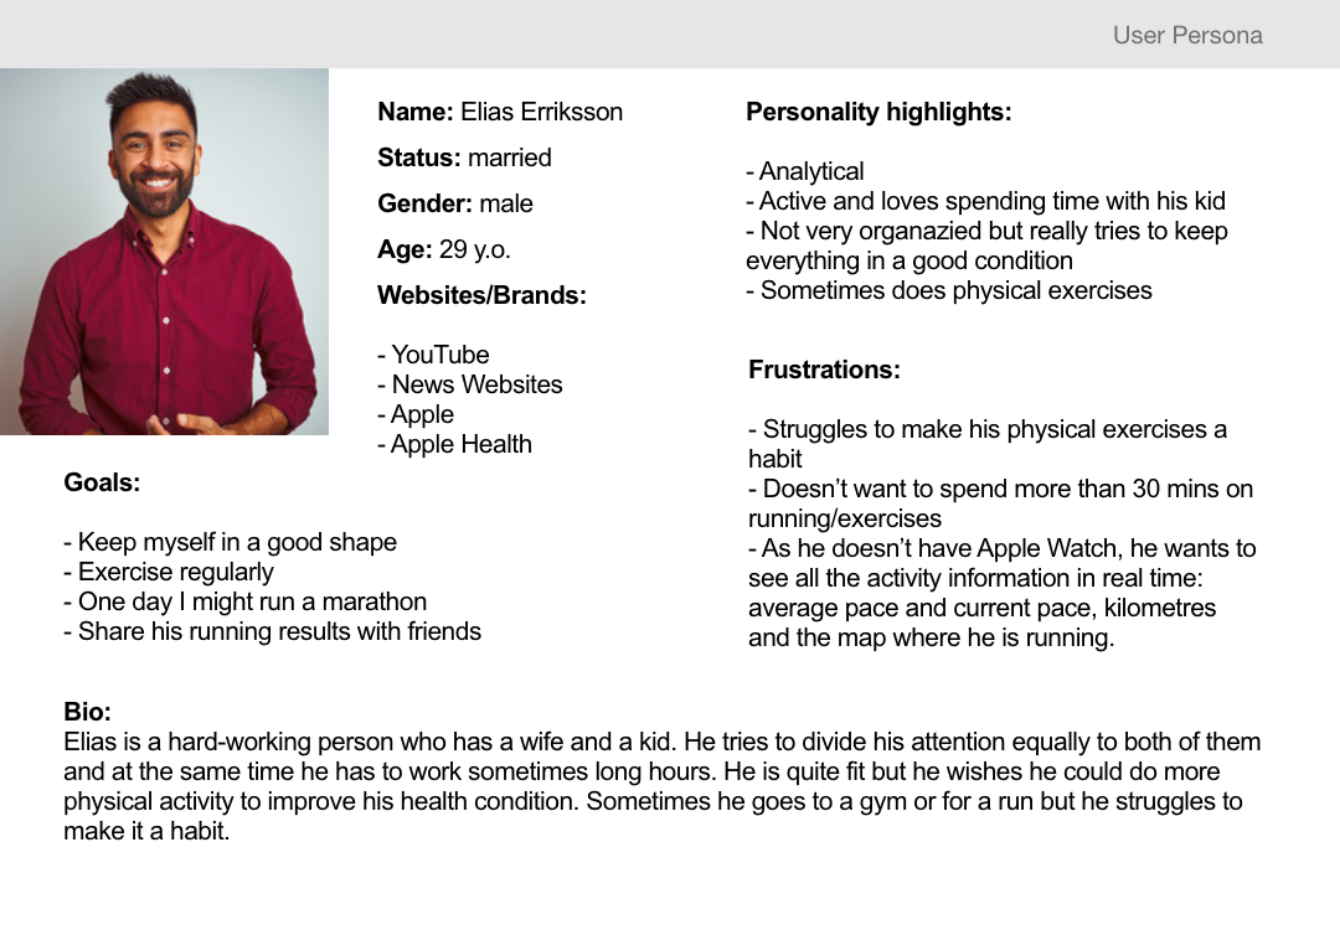 User Persona
Name: Elias Erriksson
Status: married
Gender: male
Age: 29 y.o.
Websites/Brands:
- YouTube
- News Websites
- Apple
- Apple Health
Personality highlights:
- Analytical
- Active and loves spending time with his kid
- Not very organazied but really tries to keep
everything in a good condition
- Sometimes does physical exercises
Frustrations:
- Struggles to make his physical exercises a
habit
- Doesn’t want to spend more than 30 mins on
running/exercises
- As he doesn’t have Apple Watch, he wants to
see all the activity information in real time:
average pace and current pace, kilometres
and the map where he is running.
Goals:
- Keep myself in a good shape
- Exercise regularly
- One day I might run a marathon
- Share his running results with friends
Bio:
Elias is a hard-working person who has a wife and a kid. He tries to divide his attention equally to both of them
and at the same time he has to work sometimes long hours. He is quite fit but he wishes he could do more
physical activity to improve his health condition. Sometimes he goes to a gym or for a run but he struggles to
make it a habit.